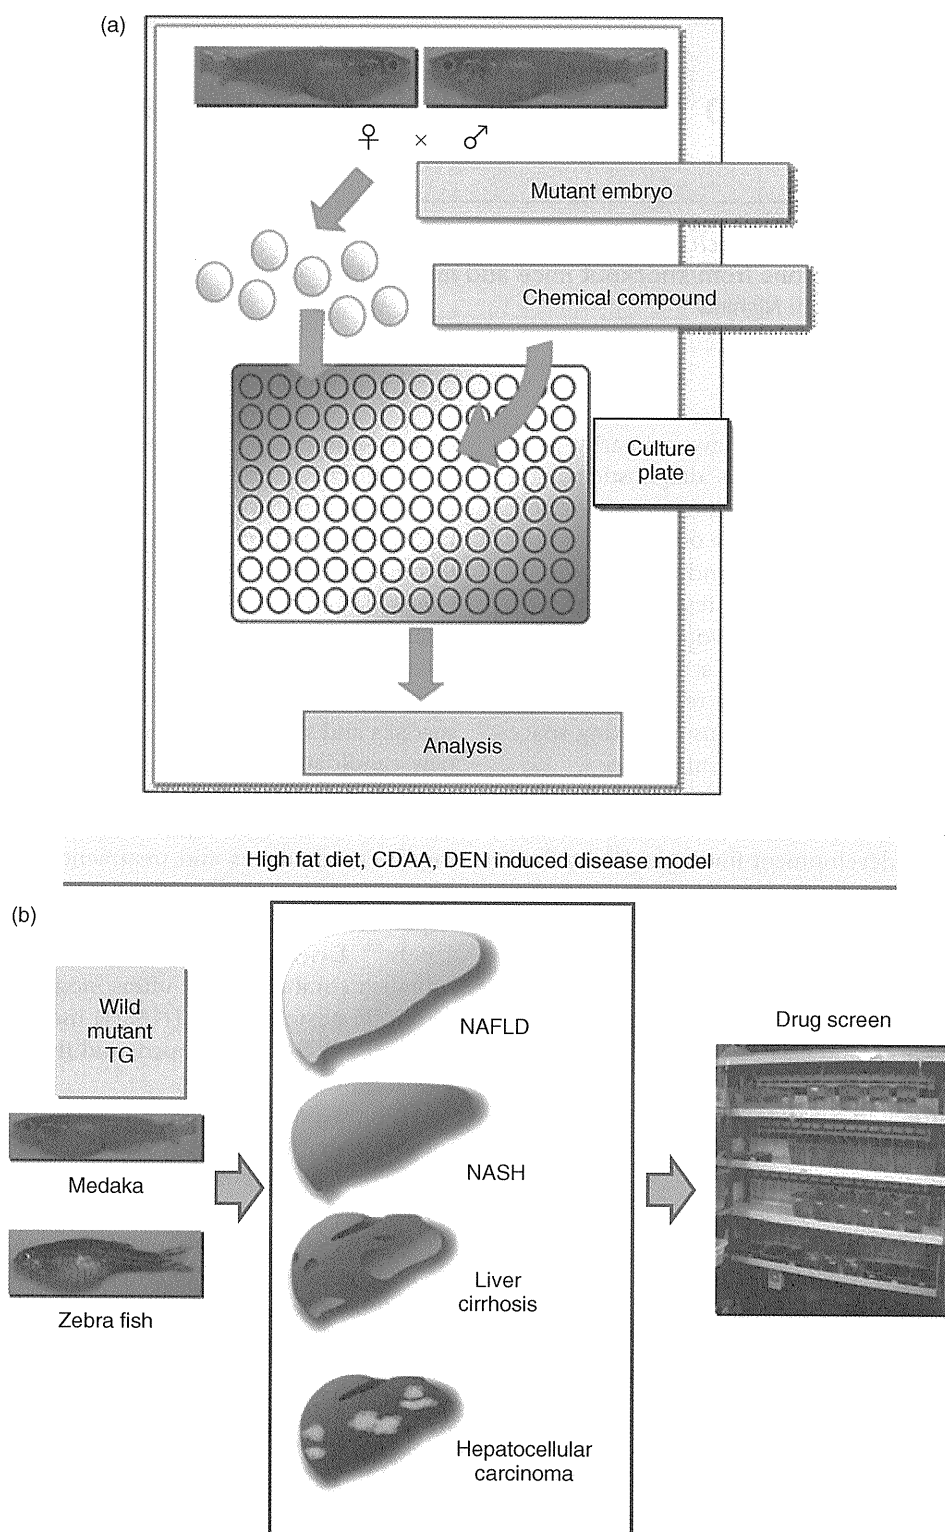 (a)
♀ × ♂
Mutant embryo
Chemical compound
Culture
plate
Analysis
High fat diet, CDAA, DEN induced disease model
(b)
Wild
mutant
TG
Medaka
Zebra fish
NAFLD
NASH
Liver
cirrhosis
Hepatocellular
carcinoma
Drug screen